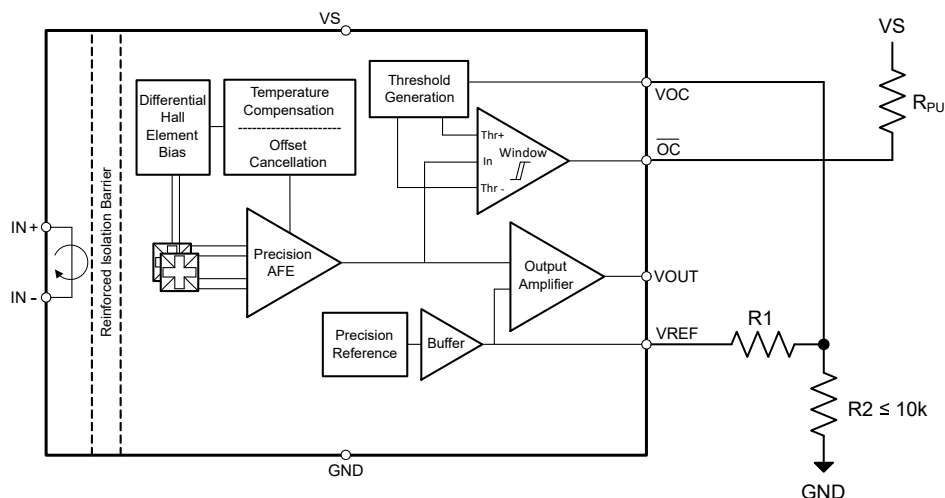 VS
VS
Differential
Hall
Element
Bias
Temperature
Compensation
Offset
Cancellation
Threshold
Generation
VOC
RPU
Thr+
In
Window
Thr -
OC
Reinforced Isolation Barrier
IN+
IN-
Precision
AFE
Output
Amplifier
VOUT
Precision
Reference
Buffer
VREF
R1
R2 ≤ 10k
GND
GND